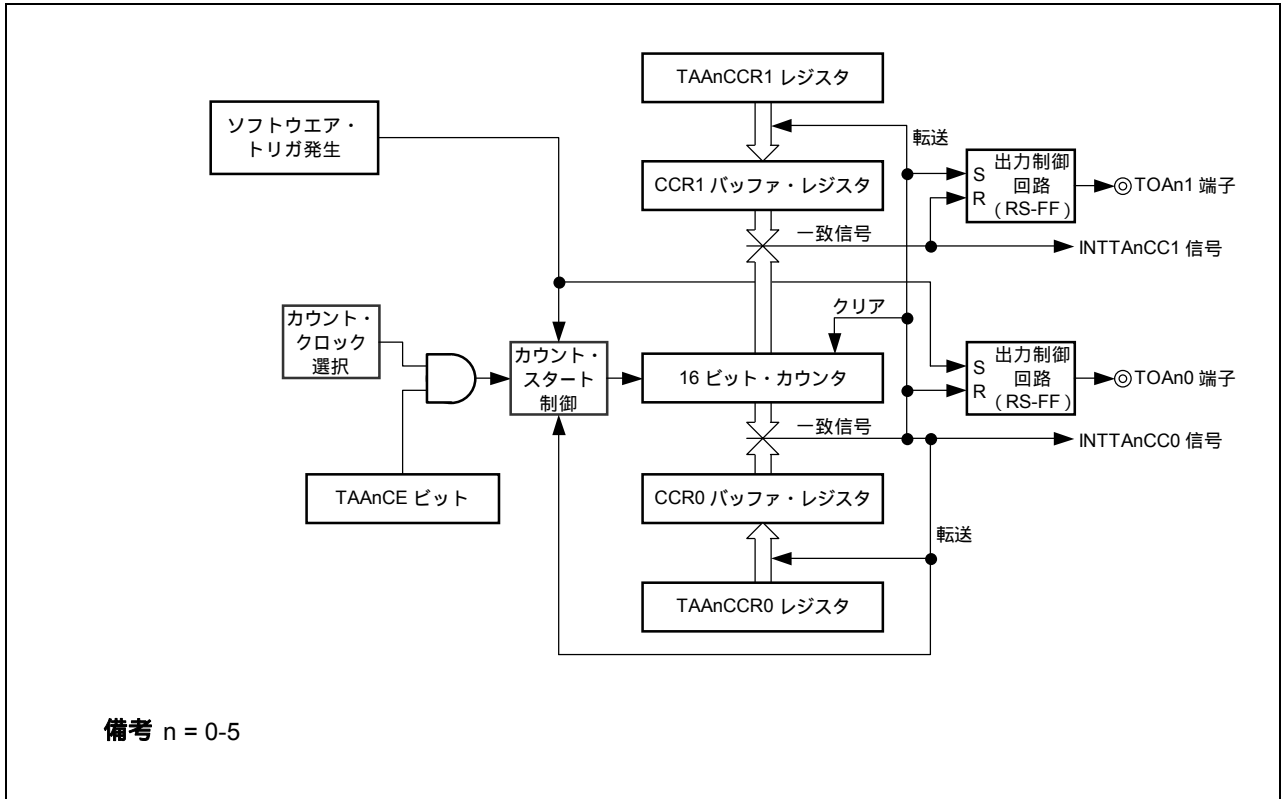 TAAnCCR1 レジスタ
ソフトウエア・
トリガ発生
転送
CCR1 バッファ・レジスタ
S
R
出力制御
回路
(RS-FF)
TOAn1 端子
一致信号
INTTAnCC1 信号
カウント・
クロック
選択
クリア
カウント・
スタート
制御
16 ビット・カウンタ
S
R
出力制御
回路
(RS-FF)
TOAn0 端子
一致信号
INTTAnCC0 信号
TAAnCE ビット
CCR0 バッファ・レジスタ
転送
TAAnCCR0 レジスタ
備考 n = 0-5